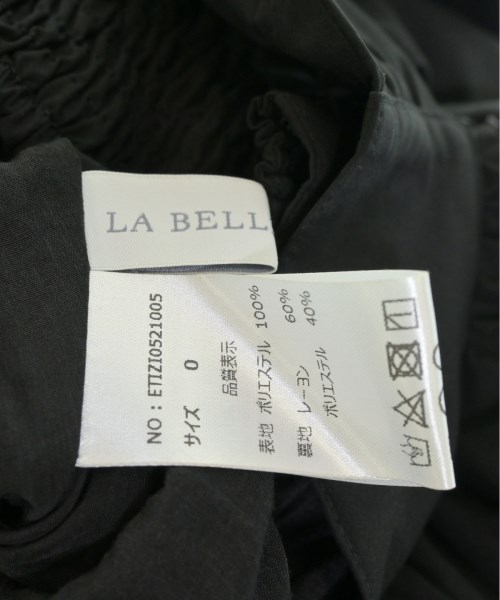 LA BELL
NO : ETIZI0521005
サイズ 0
品質表示
表地 ポリエステル 100%
裏地 レーヨン 60%
ポリエステル 40%